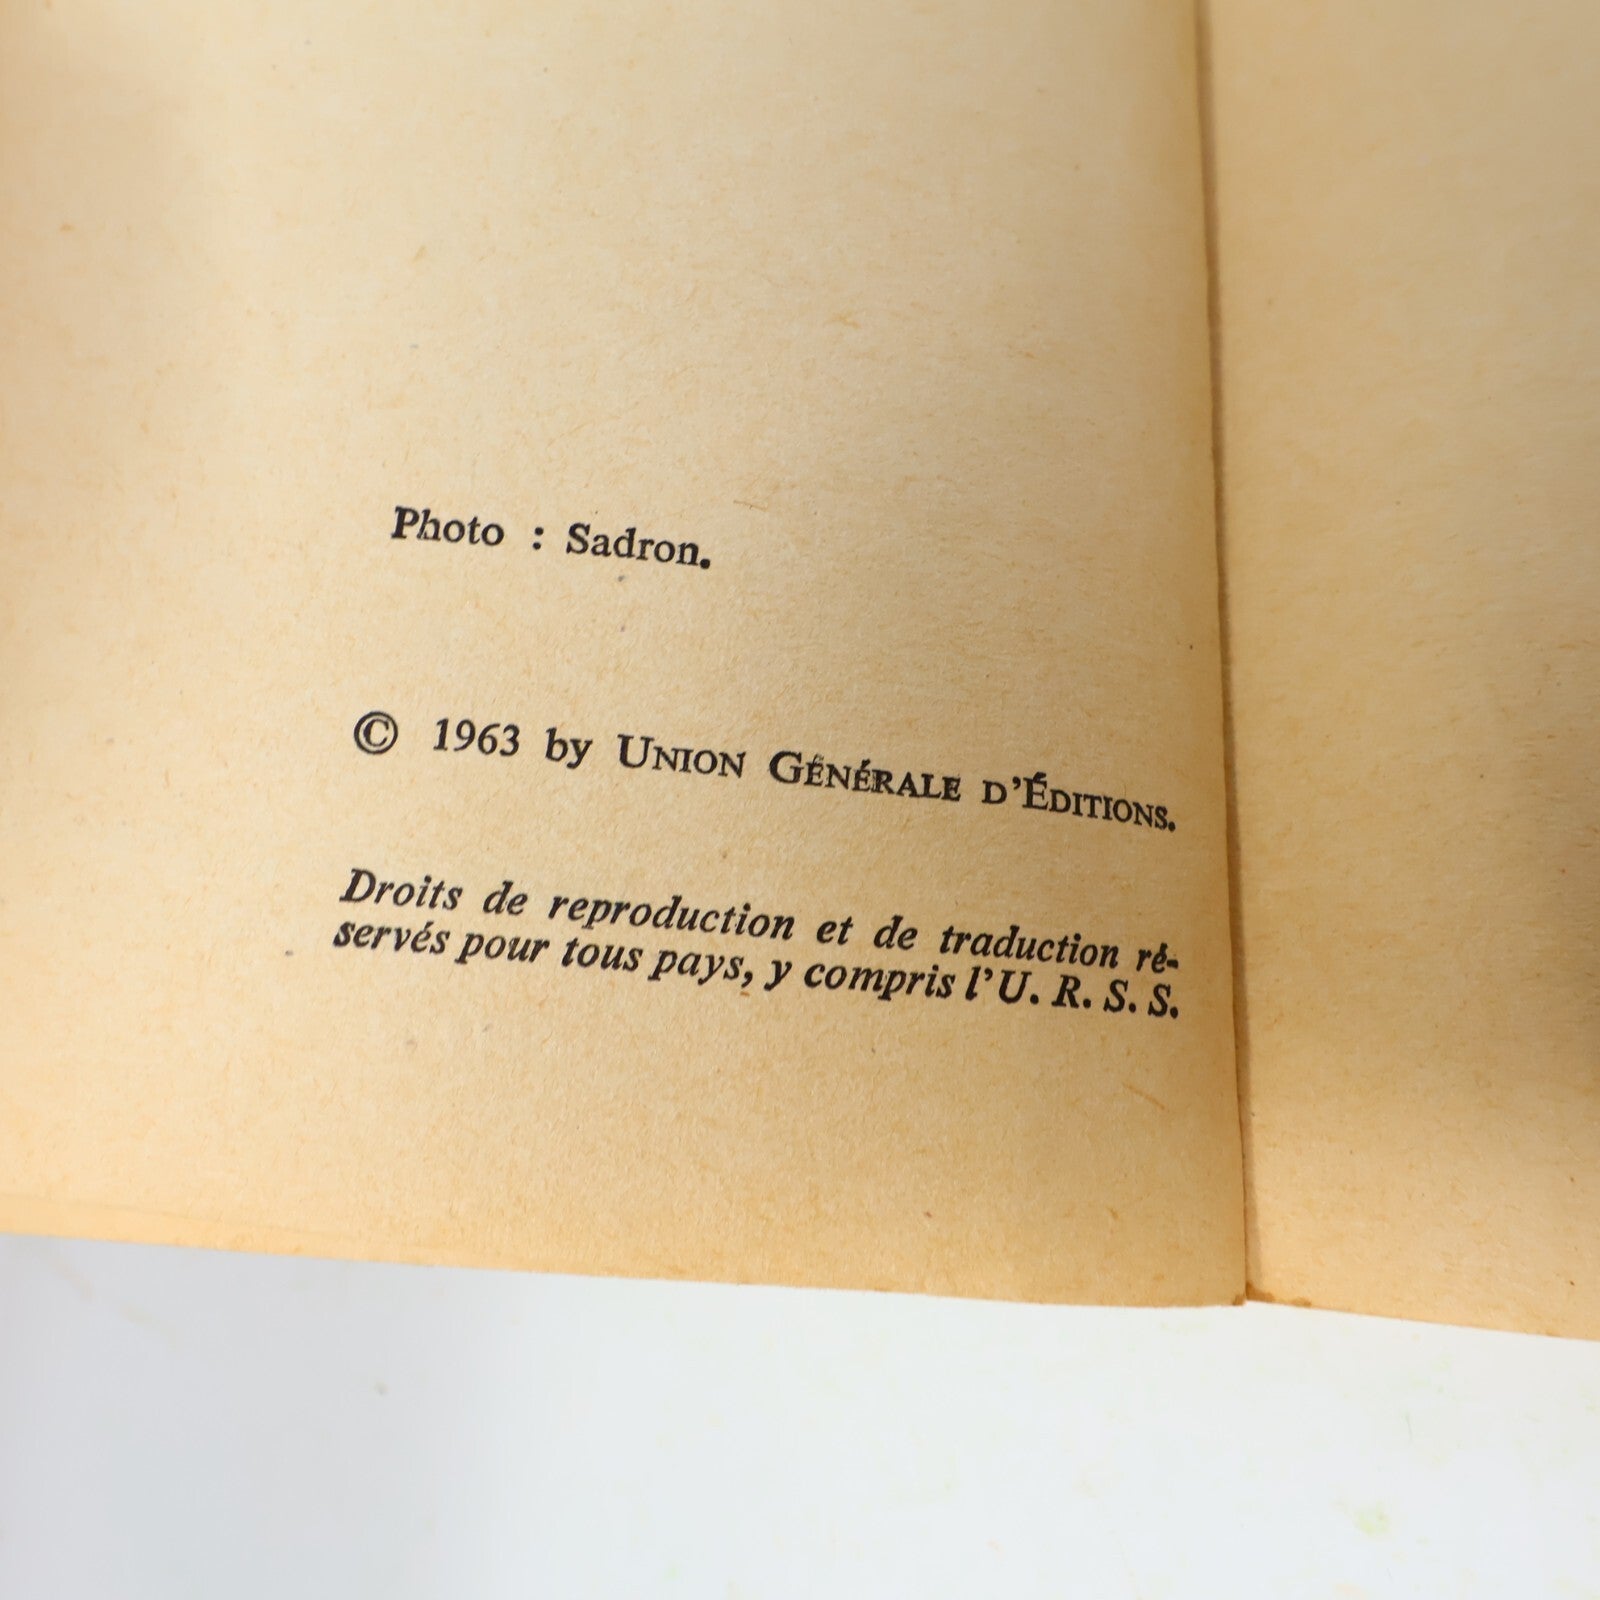 Photo : Sadron.
© 1963 by Union Générale d'Éditions.
Droits de reproduction et de traduction ré-
servés pour tous pays, y compris l'U. R. S. S.